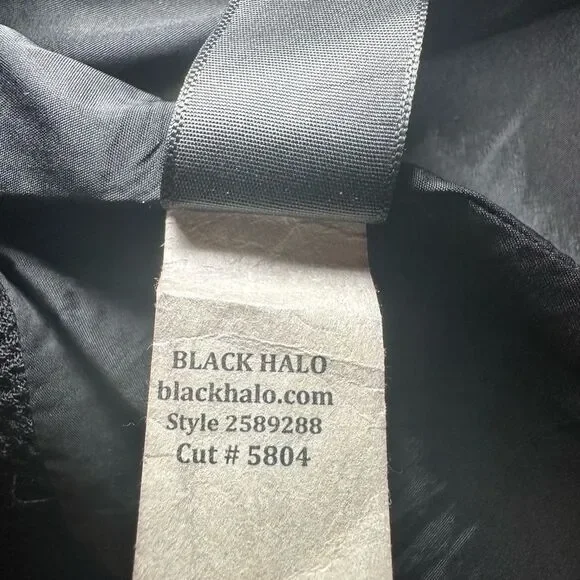 BLACK HALO
blackhalo.com
Style 2589288
Cut # 5804